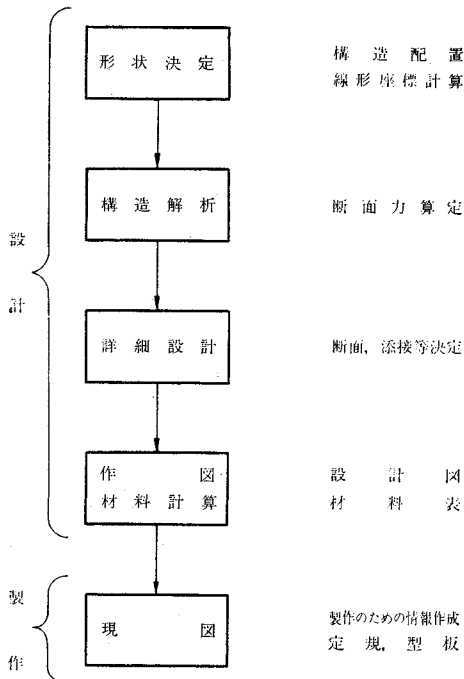 形状決定
構造配置
線形座標計算
構造解析
断面力算定
設計
詳細設計
断面，添接等決定
作図
材料計算
設計図
材料表
製作
現図
製作のための情報作成
定規，型板